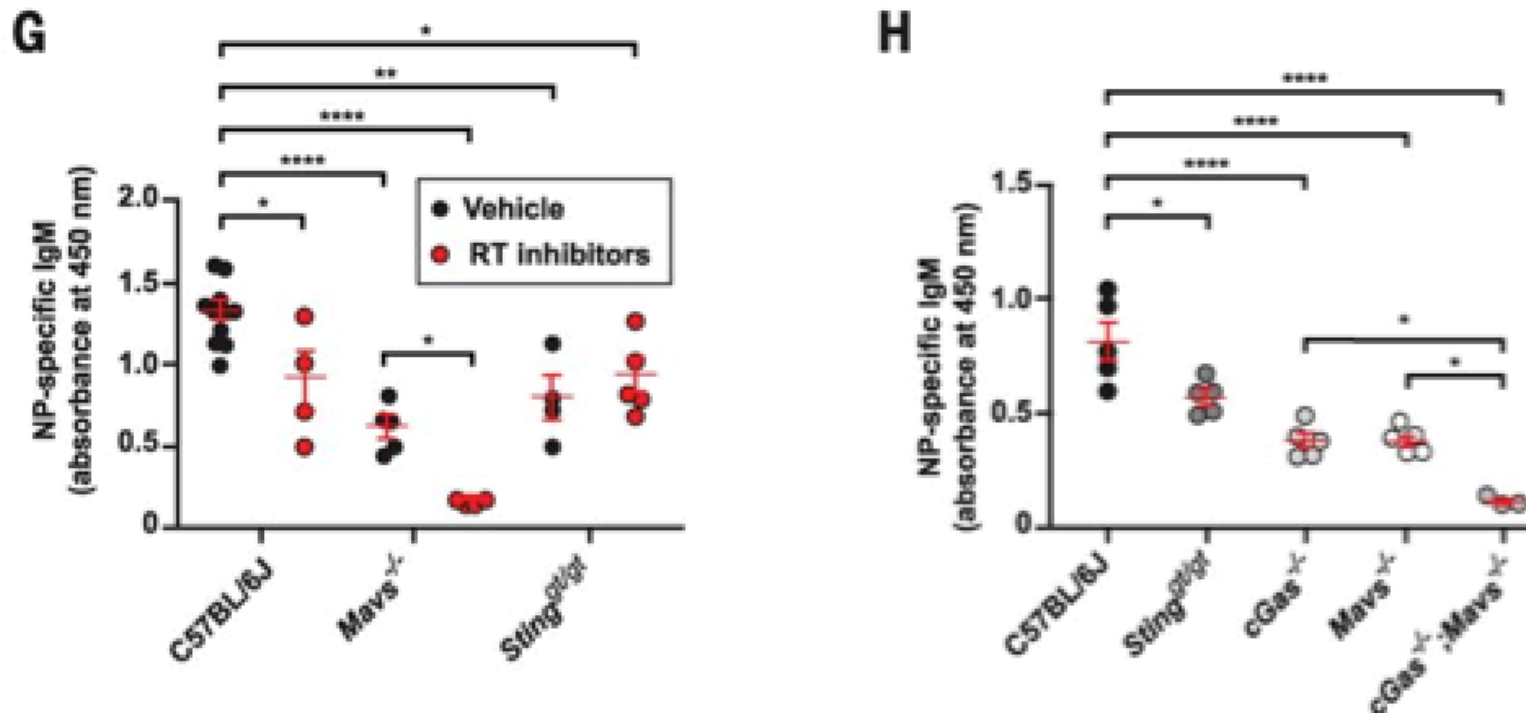 G
*
**
****
****
*
*
NP-specific IgM
(absorbance at 450 nm)
2.0
1.5
1.0
0.5
0
Vehicle
RT inhibitors
C57BL/6J
Mavs-/-
Sting gt/gt
H
****
****
****
*
*
*
NP-specific IgM
(absorbance at 450 nm)
1.5
1.0
0.5
0
C57BL/6J
Sting gt/gt
cGas-/-
Mavs-/-
cGas-/-;Mavs-/-